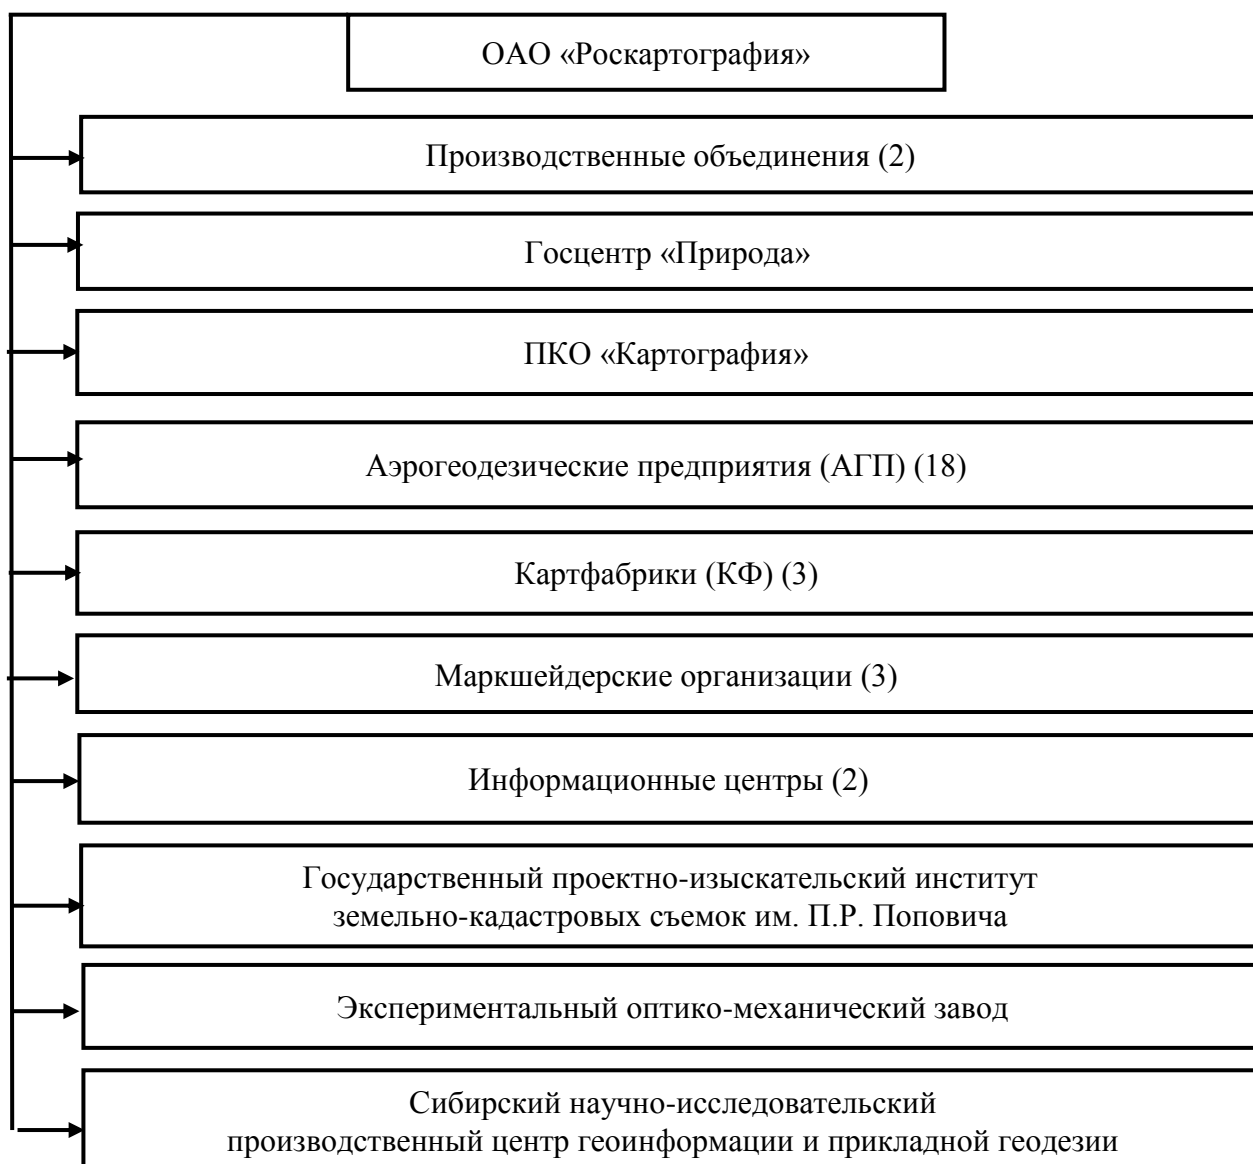 ОАО «Роскартография»
Производственные объединения (2)
Госцентр «Природа»
ПКО «Картография»
Аэрогеодезические предприятия (АГП) (18)
Картфабрики (КФ) (3)
Маркшейдерские организации (3)
Информационные центры (2)
Государственный проектно-изыскательский институт
земельно-кадастровых съемок им. П.Р. Поповича
Экспериментальный оптико-механический завод
Сибирский научно-исследовательский
производственный центр геоинформации и прикладной геодезии